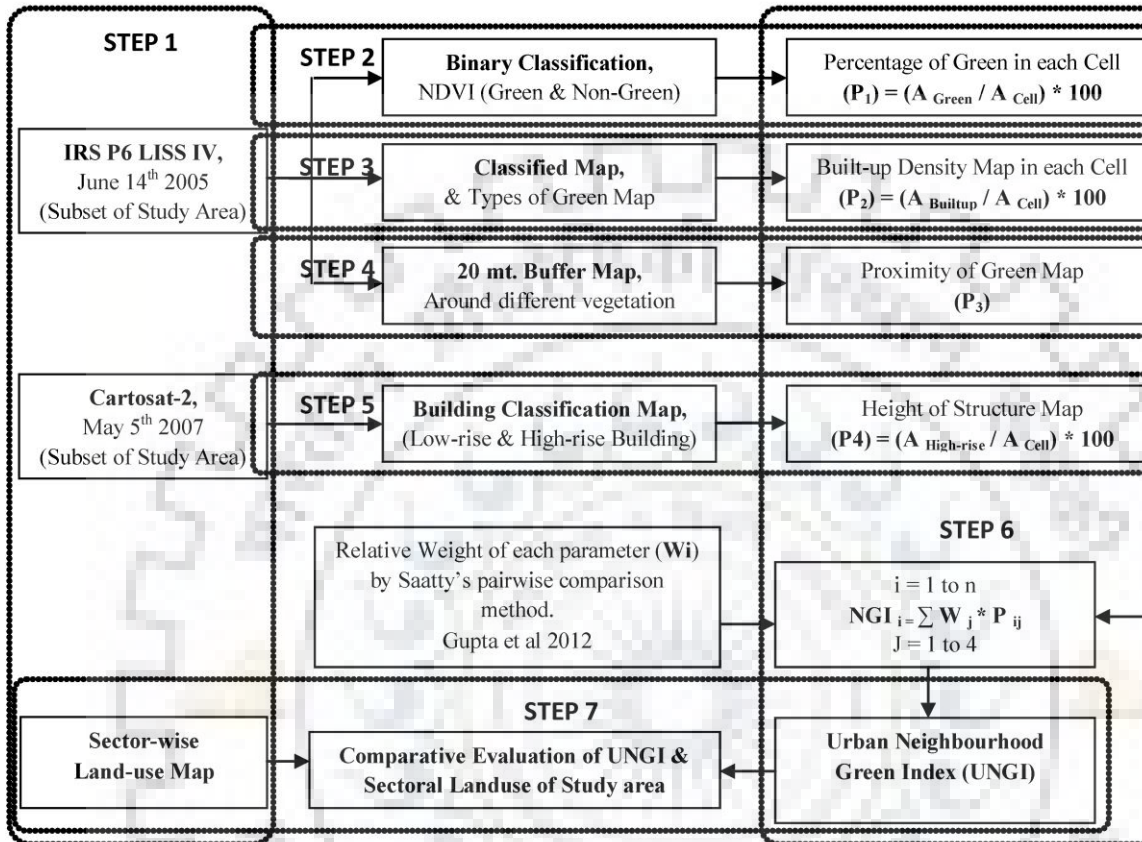 STEP 1
IRS P6 LISS IV,
June 14th 2005
(Subset of Study Area)
STEP 2
Binary Classification,
NDVI (Green & Non-Green)
Percentage of Green in each Cell
(P1) = (A Green / A Cell) * 100
STEP 3
Classified Map,
& Types of Green Map
Built-up Density Map in each Cell
(P2) = (A Builtup / A Cell) * 100
STEP 4
20 mt. Buffer Map,
Around different vegetation
Proximity of Green Map
(P3)
Cartosat-2,
May 5th 2007
(Subset of Study Area)
STEP 5
Building Classification Map,
(Low-rise & High-rise Building)
Height of Structure Map
(P4) = (A High-rise / A Cell) * 100
Relative Weight of each parameter (Wi)
by Saatty's pairwise comparison
method.
Gupta et al 2012
STEP 6
i = 1 to n
NGI i = ∑ W j * P ij
J = 1 to 4
STEP 7
Sector-wise
Land-use Map
Comparative Evaluation of UNGI &
Sectoral Landuse of Study area
Urban Neighbourhood
Green Index (UNGI)